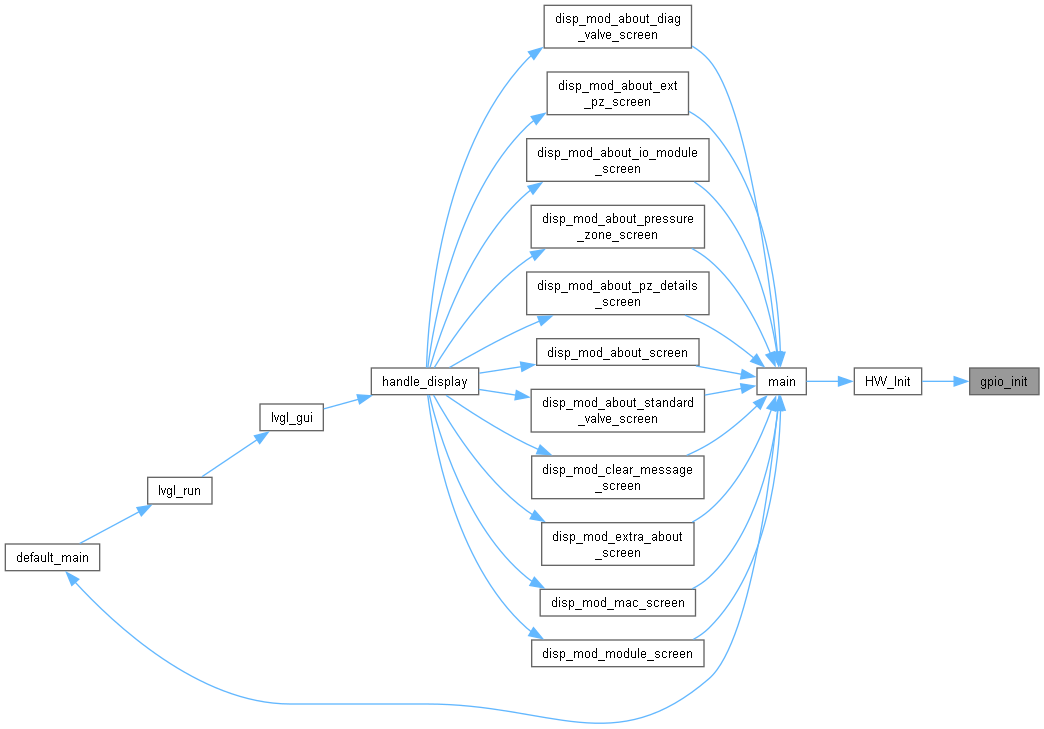 disp_mod_about_diag
_valve_screen
disp_mod_about_ext
_pz_screen
disp_mod_about_io_module
_screen
disp_mod_about_pressure
_zone_screen
disp_mod_about_pz_details
_screen
disp_mod_about_screen
handle_display
main
HW_Init
gpio_init
disp_mod_about_standard
_valve_screen
lvgl_gui
disp_mod_clear_message
_screen
lvgl_run
disp_mod_extra_about
_screen
default_main
disp_mod_mac_screen
disp_mod_module_screen